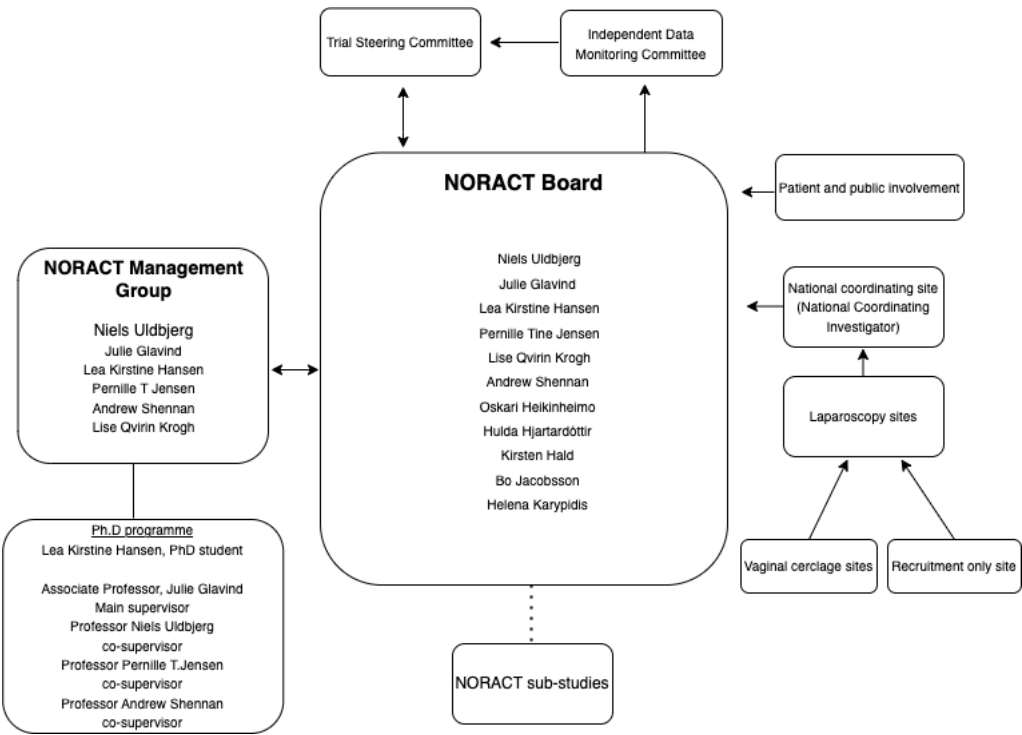 Trial Steering Committee
Independent Data
Monitoring Committee
NORACT Board
Niels Uldbjerg
Julie Glavind
Lea Kirstine Hansen
Pernille Tine Jensen
Lise Qvirin Krogh
Andrew Shennan
Oskari Heikinheimo
Hulda Hjartardóttir
Kirsten Hald
Bo Jacobsson
Helena Karypidis
Patient and public involvement
National coordinating site
(National Coordinating
Investigator)
Laparoscopy sites
Vaginal cerclage sites
Recruitment only site
NORACT Management
Group
Niels Uldbjerg
Julie Glavind
Lea Kirstine Hansen
Pernille T Jensen
Andrew Shennan
Lise Qvirin Krogh
Ph.D programme
Lea Kirstine Hansen, PhD student
Associate Professor, Julie Glavind
Main supervisor
Professor Niels Uldbjerg
co-supervisor
Professor Pernille T.Jensen
co-supervisor
Professor Andrew Shennan
co-supervisor
NORACT sub-studies